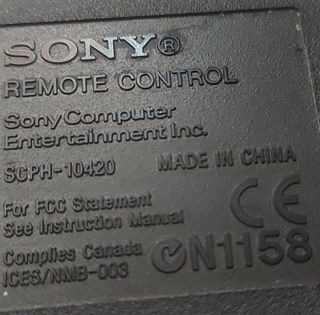 SONY®
REMOTE CONTROL
Sony Computer
Entertainment Inc.
SCPH-10420 MADE IN CHINA
For FCC Statement
See Instruction Manual CE
Complies Canada
ICES/NMB-003 N1158